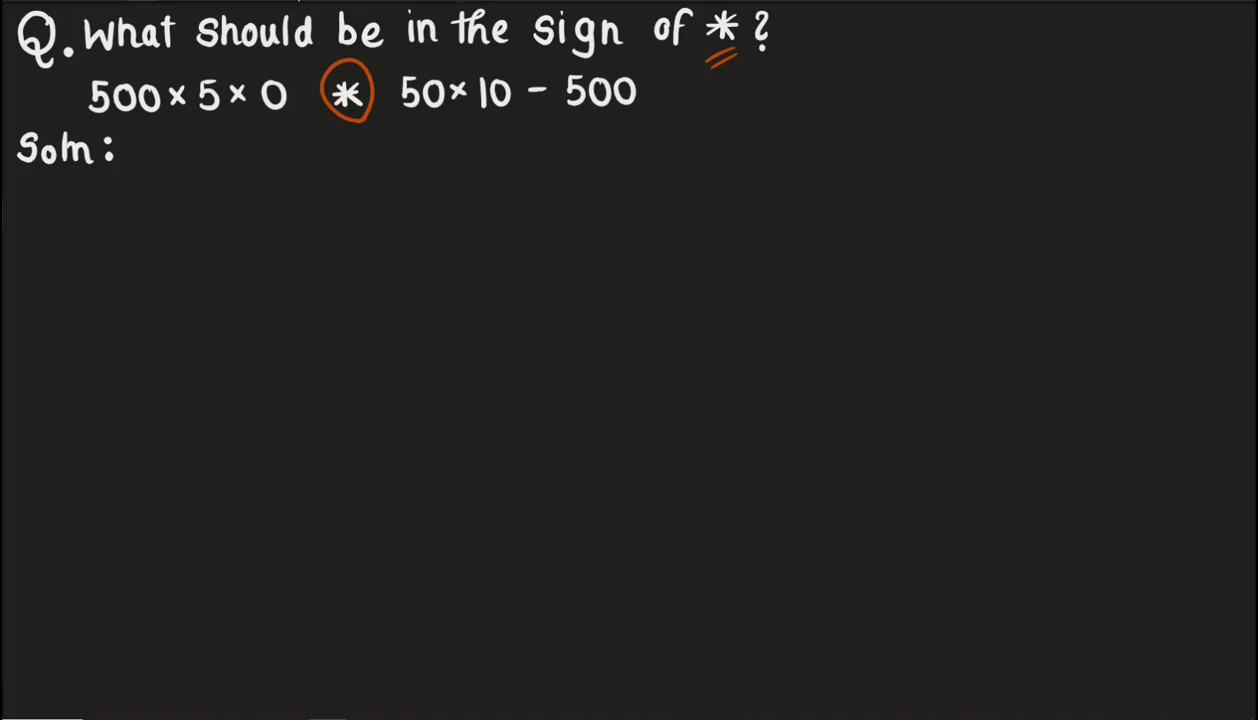 Q. What should be in the sign of * ?
500 × 5 × 0 * 50 × 10 - 500
Soln :